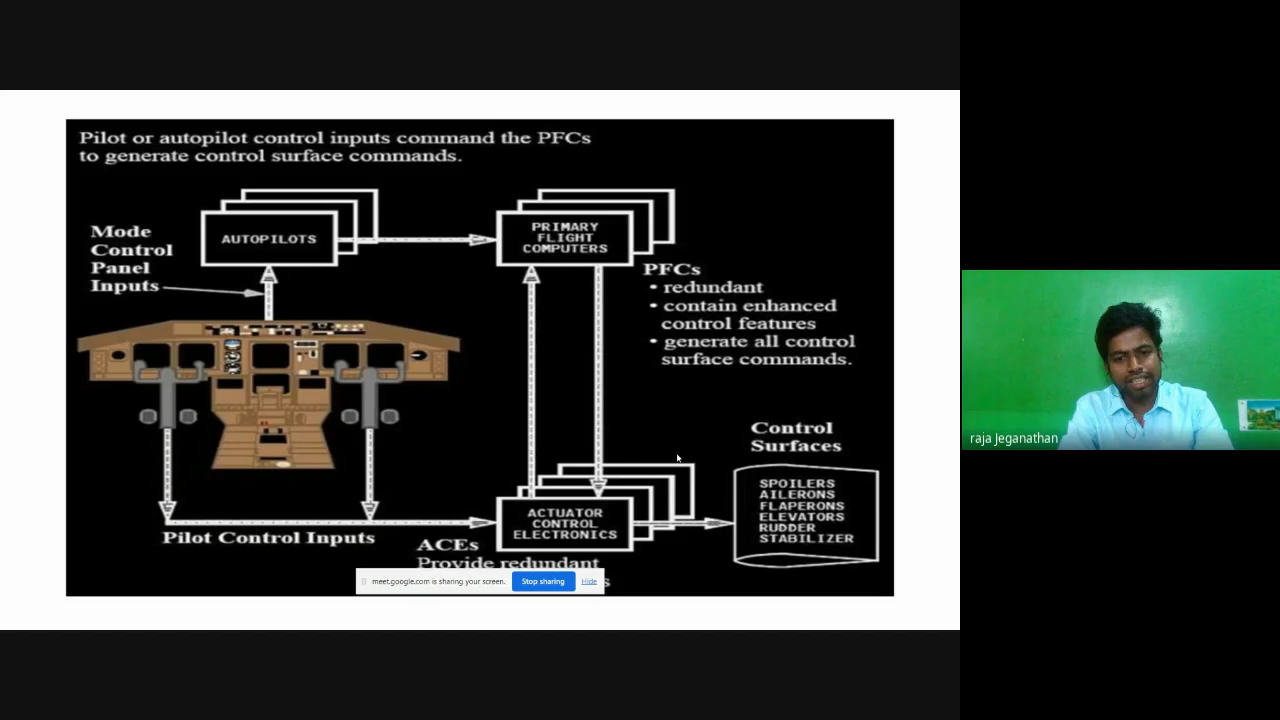 Pilot or autopilot control inputs command the PFCs
to generate control surface commands.
Mode
Control
Panel
Inputs
AUTOPILOTS
PRIMARY
FLIGHT
COMPUTERS
PFCs
• redundant
• contain enhanced
control features
• generate all control
surface commands.
Control
Surfaces
SPOILERS
AILERONS
FLAPERONS
ELEVATORS
RUDDER
STABILIZER
ACTUATOR
CONTROL
ELECTRONICS
Pilot Control Inputs
ACEs
Provide redundant
meet.google.com is sharing your screen.
Stop sharing
Hide
raja Jeganathan